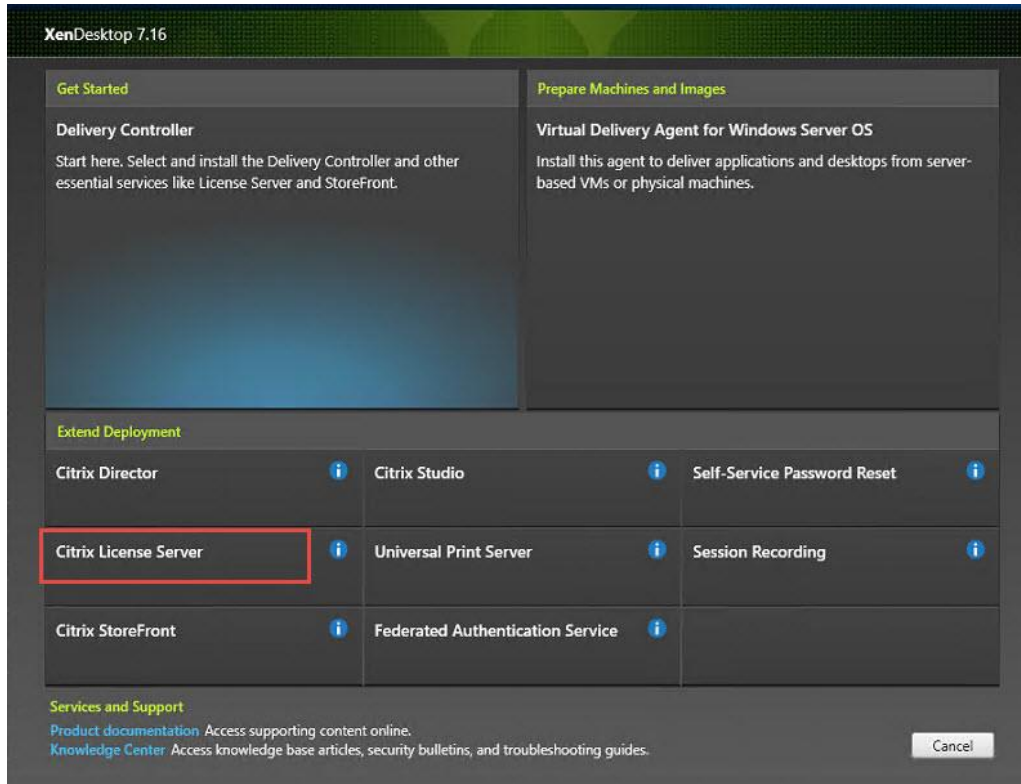 XenDesktop 7.16
Get Started
Delivery Controller
Start here. Select and install the Delivery Controller and other
essential services like License Server and StoreFront.
Prepare Machines and Images
Virtual Delivery Agent for Windows Server OS
Install this agent to deliver applications and desktops from server-
based VMs or physical machines.
Extend Deployment
Citrix Director
Citrix Studio
Self-Service Password Reset
Citrix License Server
Universal Print Server
Session Recording
Citrix StoreFront
Federated Authentication Service
Services and Support
Product documentation Access supporting content online.
Knowledge Center Access knowledge base articles, security bulletins, and troubleshooting guides.
Cancel